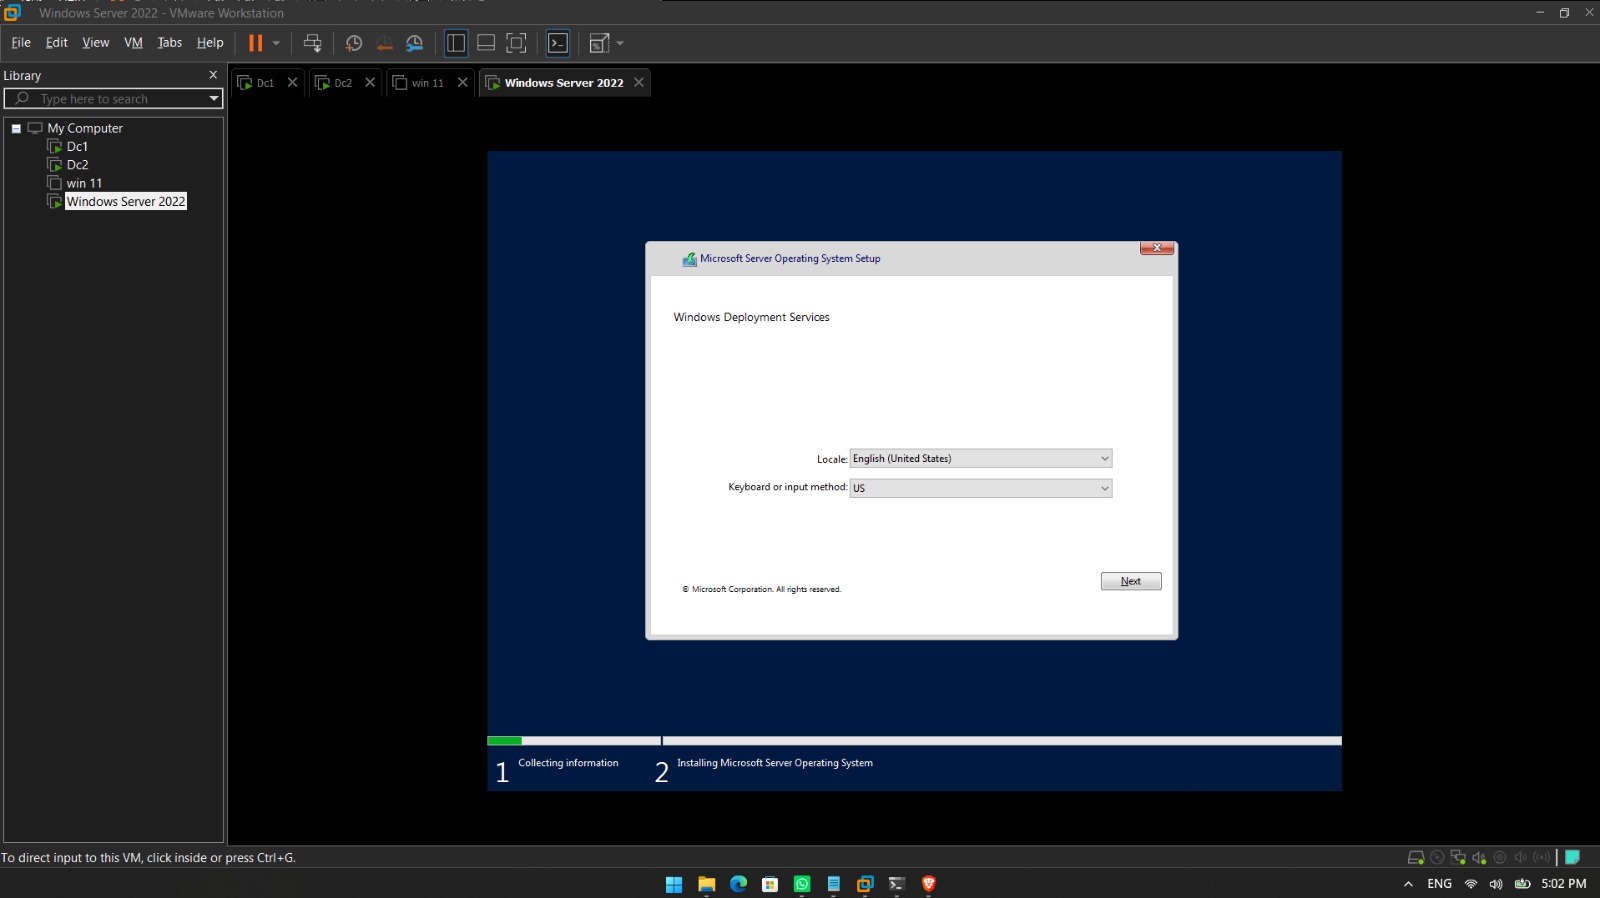 Windows Server 2022 - VMware Workstation
File Edit View VM Tabs Help
Library
Type here to search
My Computer
Dc1
Dc2
win 11
Windows Server 2022
Dc1
Dc2
win 11
Windows Server 2022
Microsoft Server Operating System Setup
Windows Deployment Services
Locale: English (United States)
Keyboard or input method: US
Next
© Microsoft Corporation. All rights reserved.
1 Collecting information
2 Installing Microsoft Server Operating System
To direct input to this VM, click inside or press Ctrl+G.
ENG
5:02 PM